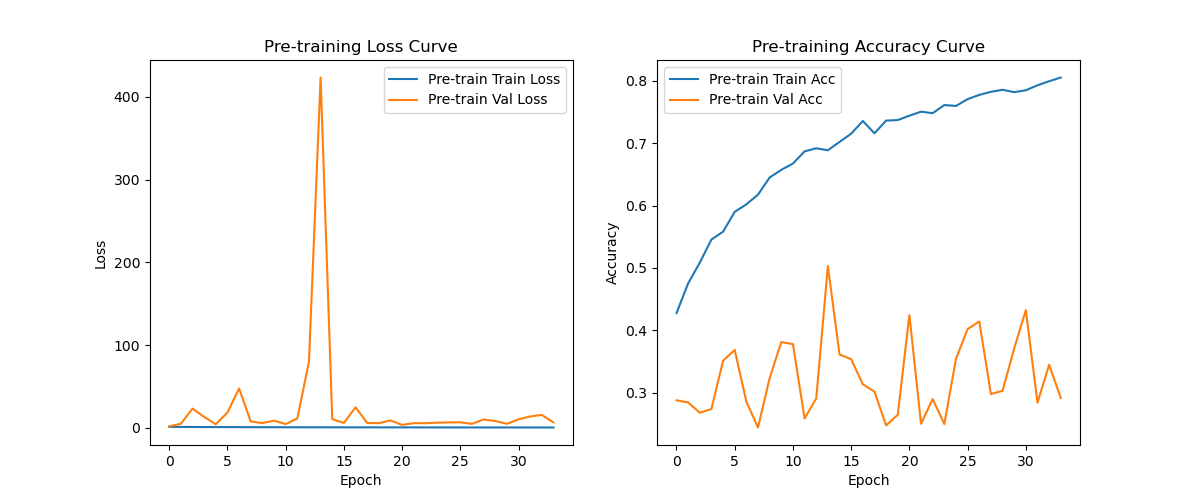 Pre-training Loss Curve
Pre-train Train Loss
Pre-train Val Loss
400
300
200
100
0
Loss
0 5 10 15 20 25 30
Epoch
Pre-training Accuracy Curve
Pre-train Train Acc
Pre-train Val Acc
0.8
0.7
0.6
0.5
0.4
0.3
Accuracy
0 5 10 15 20 25 30
Epoch